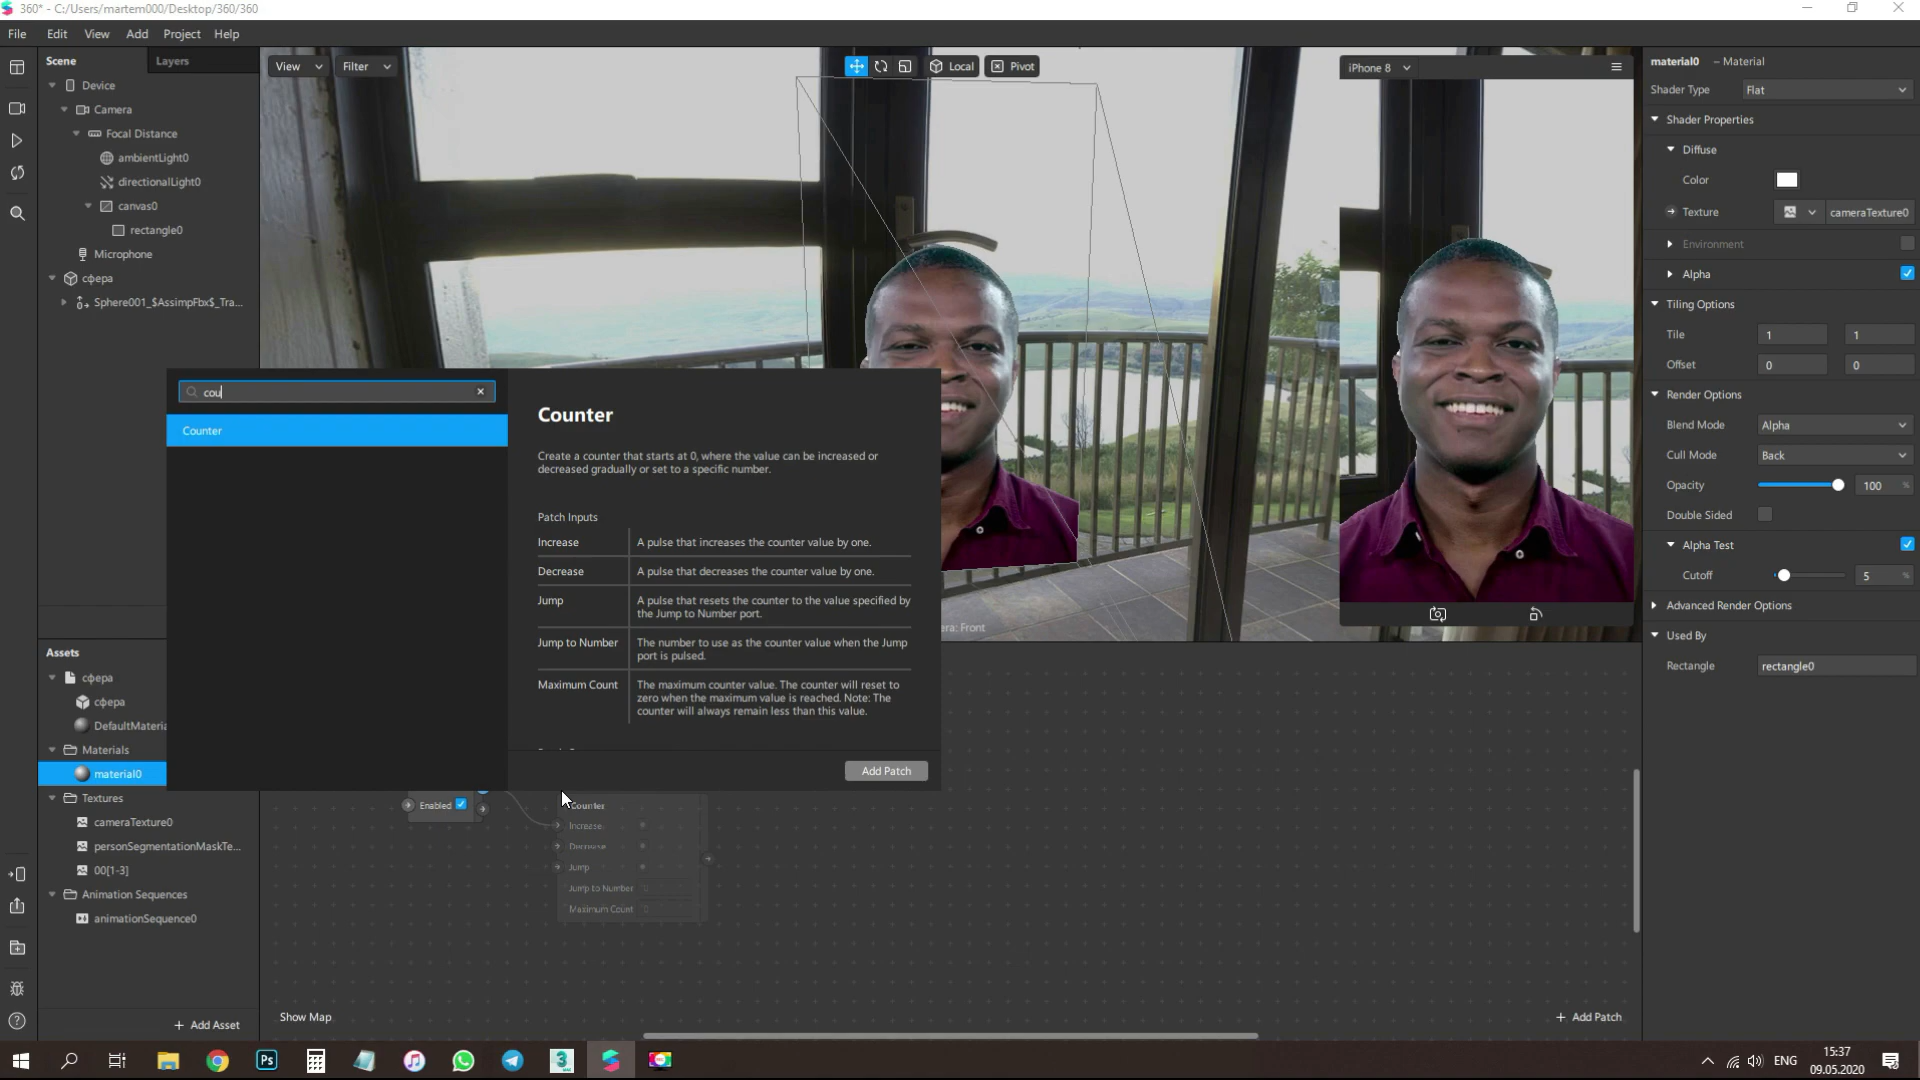 360* - C:/Users/martem000/Desktop/360/360
File Edit View Add Project Help
Scene
Layers
Device
Camera
Focal Distance
ambientLight0
directionalLight0
canvas0
rectangle0
Microphone
сфера
Sphere001_$AssimpFbx$_Tra...
View
Filter
Local
Pivot
iPhone 8
material0 – Material
Shader Type Flat
Shader Properties
Diffuse
Color
Texture cameraTexture0
Environment
Alpha
Tiling Options
Tile 1 1
Offset 0 0
Render Options
Blend Mode Alpha
Cull Mode Back
Opacity 100 %
Double Sided
Alpha Test
Cutoff 5 %
Advanced Render Options
Used By
Rectangle rectangle0
cou
Counter
Counter
Create a counter that starts at 0, where the value can be increased or
decreased gradually or set to a specific number.
Patch Inputs
Increase A pulse that increases the counter value by one.
Decrease A pulse that decreases the counter value by one.
Jump A pulse that resets the counter to the value specified by
the Jump to Number port.
Jump to Number The number to use as the counter value when the Jump
port is pulsed.
Maximum Count The maximum counter value. The counter will reset to
zero when the maximum value is reached. Note: The
counter will always remain less than this value.
Add Patch
era: Front
Assets
сфера
сфера
DefaultMateria
Materials
material0
Textures
cameraTexture0
personSegmentationMaskTe...
00[1-3]
Animation Sequences
animationSequence0
+ Add Asset
Enabled
Counter
Increase
Decrease
Jump
Jump to Number
Maximum Count
Show Map
+ Add Patch
Ps
3
ENG
15:37
09.05.2020